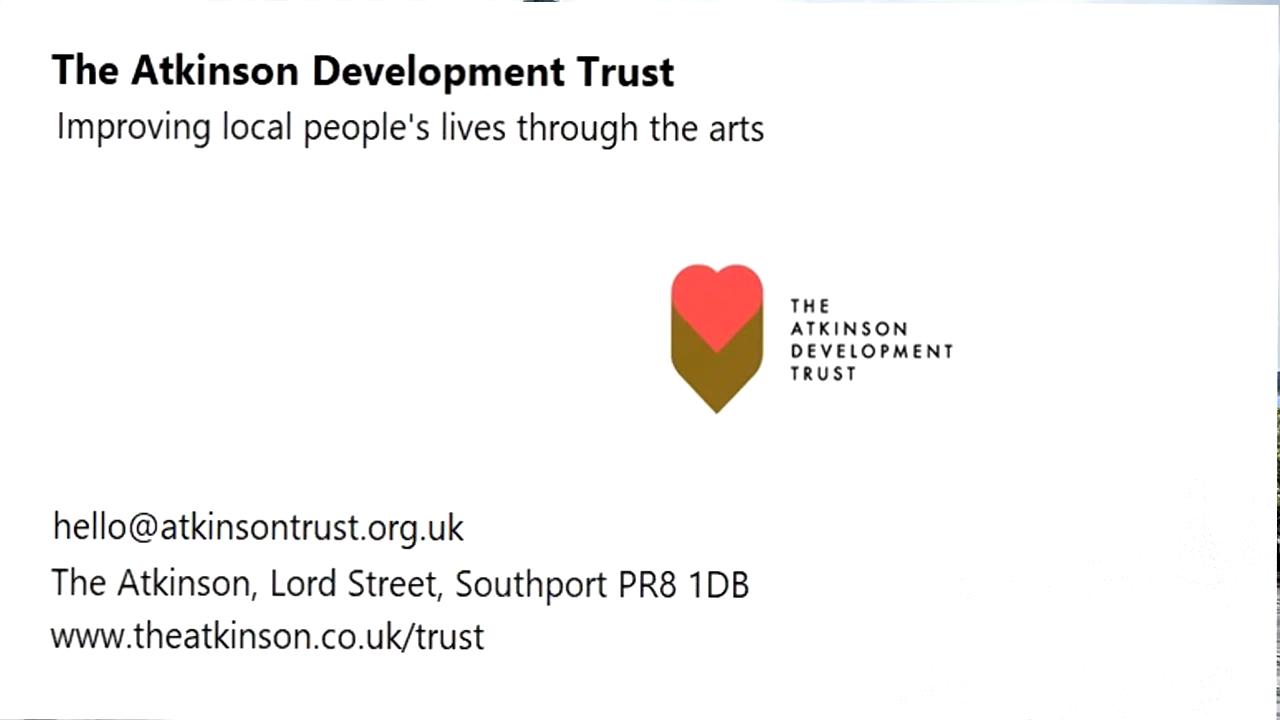 The Atkinson Development Trust
Improving local people's lives through the arts
THE
ATKINSON
DEVELOPMENT
TRUST
hello@atkinsontrust.org.uk
The Atkinson, Lord Street, Southport PR8 1DB
www.theatkinson.co.uk/trust